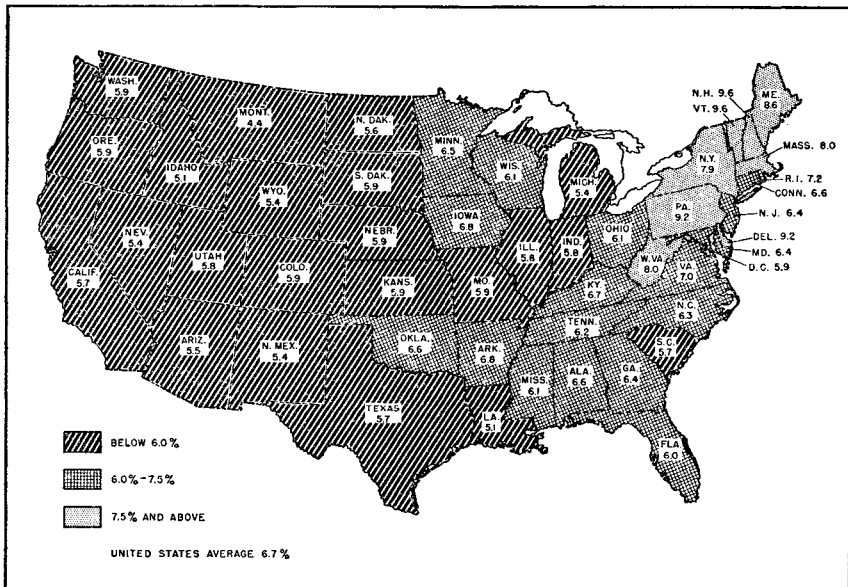 WASH.
5.9
MONT.
4.4
N. DAK.
5.6
MINN.
6.5
N.H. 9.6
VT. 9.6
ME.
8.6
ORE.
5.9
IDAHO
5.1
S. DAK.
5.9
WIS.
6.1
MICH.
5.4
N.Y.
7.9
MASS. 8.0
R.I. 7.2
CONN. 6.6
WYO.
5.4
NEBR.
5.9
IOWA
6.8
PA.
9.2
N. J. 6.4
NEV.
5.4
UTAH
5.8
COLO.
5.9
ILL.
5.8
IND.
5.9
OHIO
6.1
DEL. 9.2
MD. 6.4
D.C. 5.9
CALIF.
5.7
KANS.
5.9
MO.
5.9
W.VA
8.0
VA.
7.0
KY.
6.7
ARIZ.
5.5
N. MEX.
5.4
OKLA.
6.6
ARK.
6.8
TENN.
6.2
N.C.
6.3
S.C.
5.7
TEXAS
5.7
LA.
5.1
MISS.
6.1
ALA.
6.6
GA.
6.4
FLA
6.0
BELOW 6.0%
6.0%-7.5%
7.5% AND ABOVE
UNITED STATES AVERAGE 6.7%